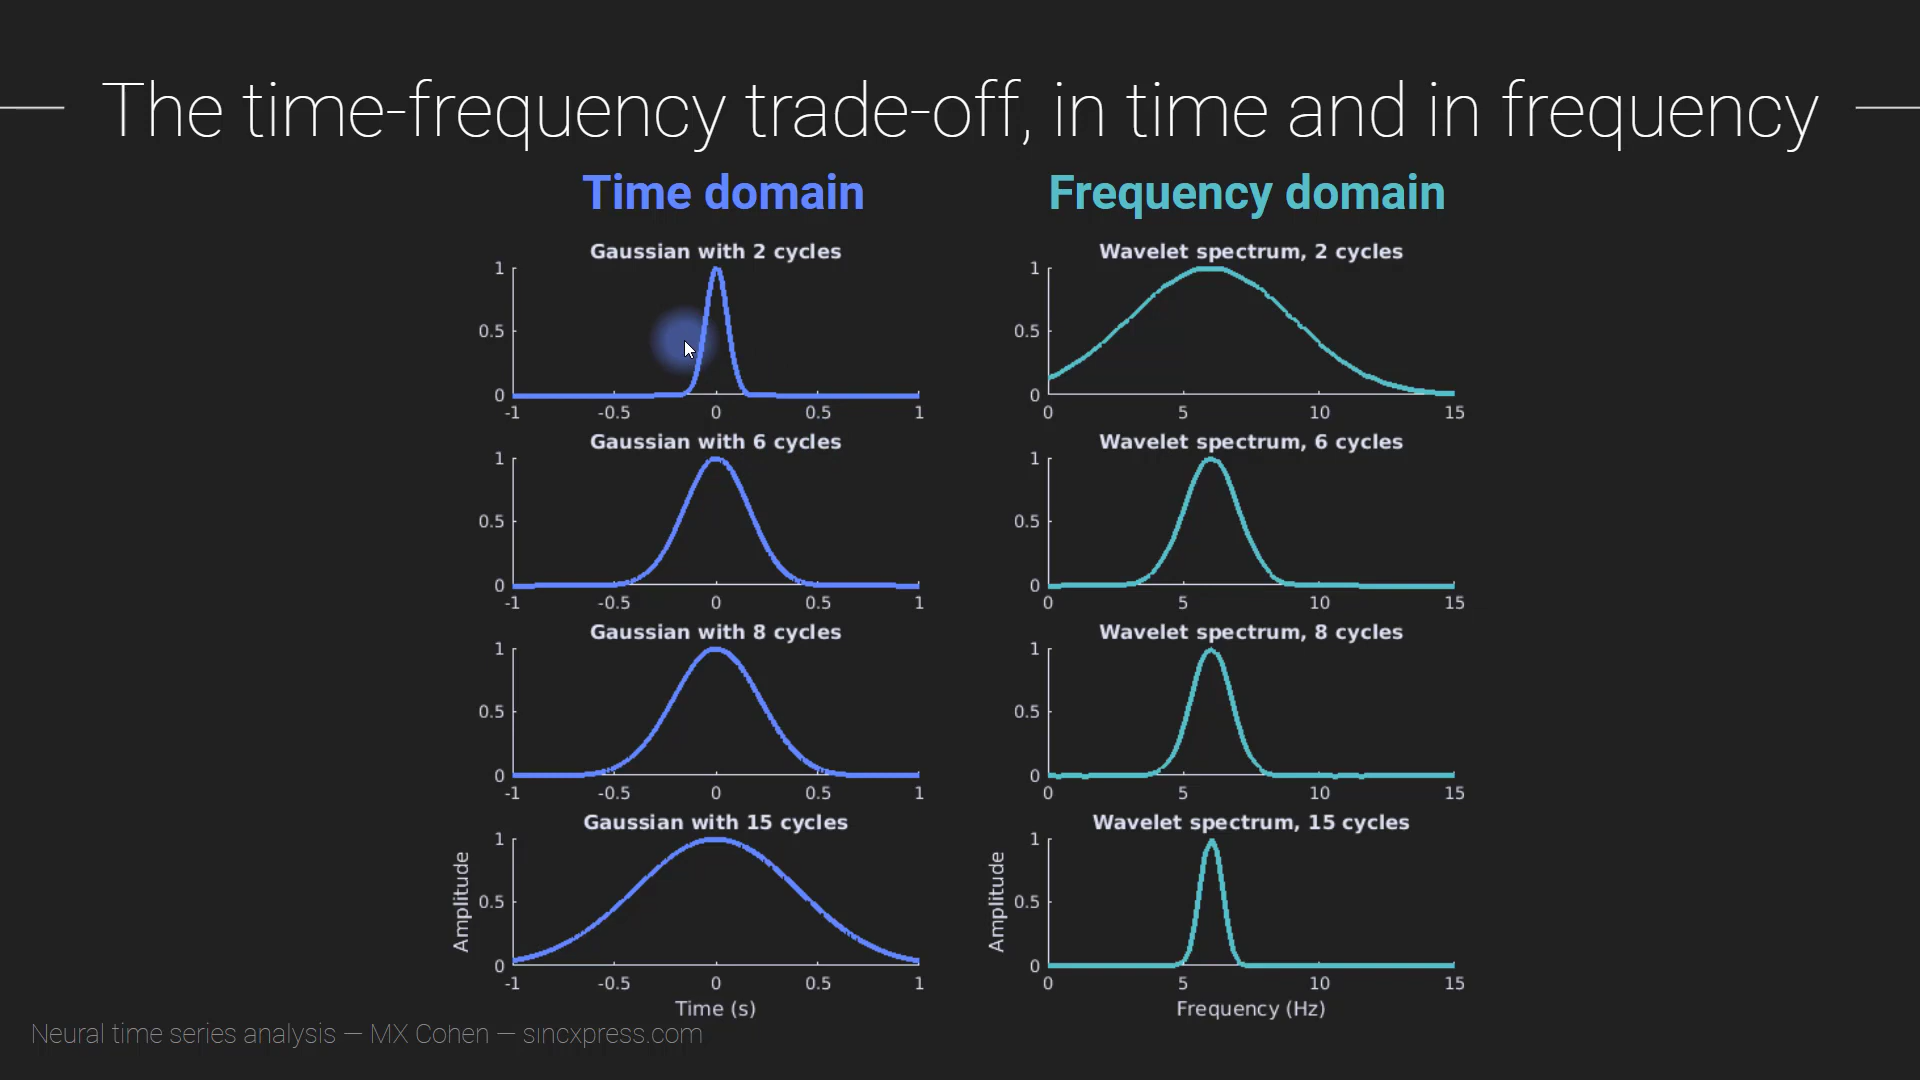 The time-frequency trade-off, in time and in frequency
Time domain
Frequency domain
Gaussian with 2 cycles
1
0.5
0
-1 -0.5 0 0.5 1
Wavelet spectrum, 2 cycles
1
0.5
0
0 5 10 15
Gaussian with 6 cycles
1
0.5
0
-1 -0.5 0 0.5 1
Wavelet spectrum, 6 cycles
1
0.5
0
0 5 10 15
Gaussian with 8 cycles
1
0.5
0
-1 -0.5 0 0.5 1
Wavelet spectrum, 8 cycles
1
0.5
0
0 5 10 15
Gaussian with 15 cycles
Amplitude
1
0.5
0
-1 -0.5 0 0.5 1
Time (s)
Wavelet spectrum, 15 cycles
Amplitude
1
0.5
0
0 5 10 15
Frequency (Hz)
Neural time series analysis — MX Cohen — sincxpress.com